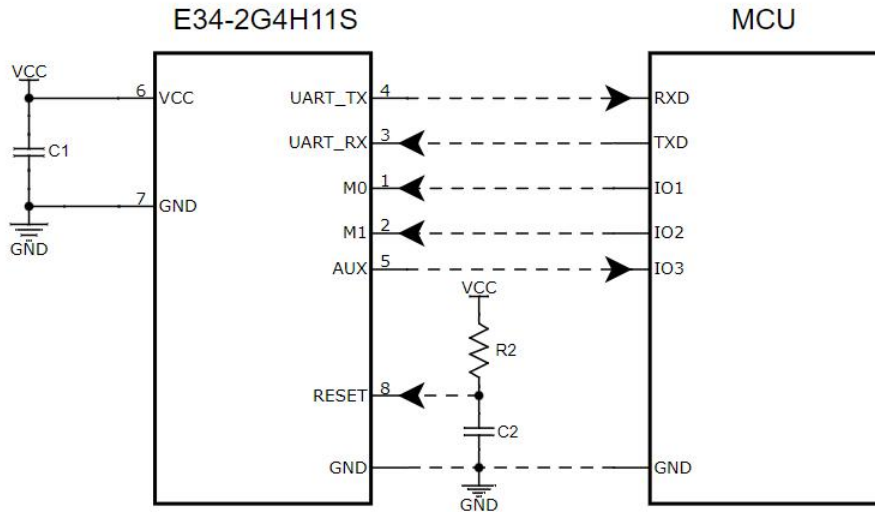 E34-2G4H11S MCU
VCC
6 VCC UART_TX 4 RXD
UART_RX 3 TXD
C1
M0 1 IO1
7 GND
M1 2 IO2
GND
AUX 5 IO3
VCC
R2
RESET 8
C2
GND GND
GND